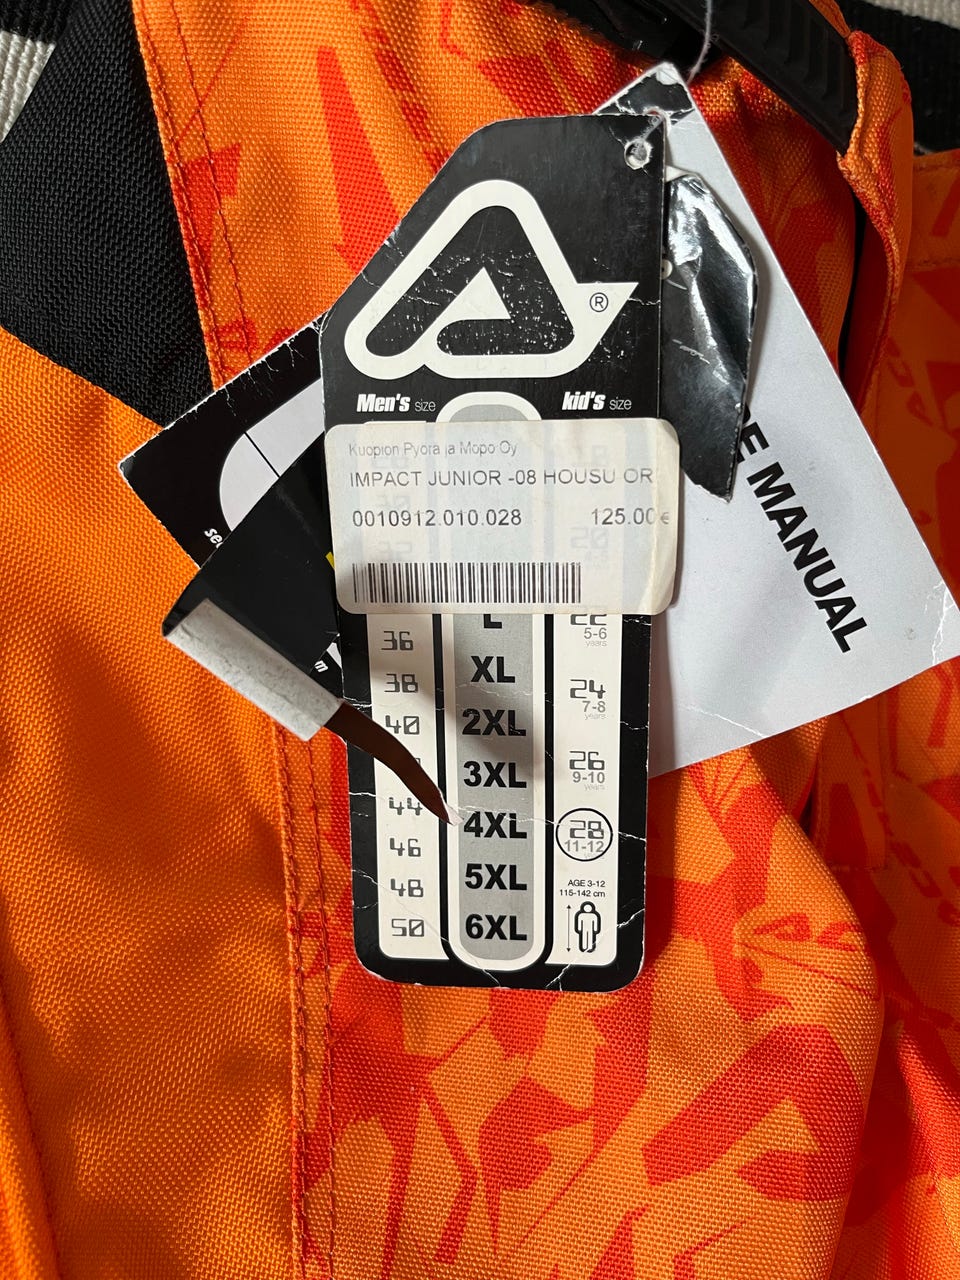 ®
Men's size
kid's size
Kuopion Pyörä ja Mopo Oy
IMPACT JUNIOR -08 HOUSU OR
0010912.010.028 125.00€
L
XL
2XL
3XL
4XL
5XL
6XL
36
38
40
44
46
48
50
22
5-6
years
24
7-8
years
26
9-10
years
28
11-12
AGE 3-12
115-142 cm
MANUAL